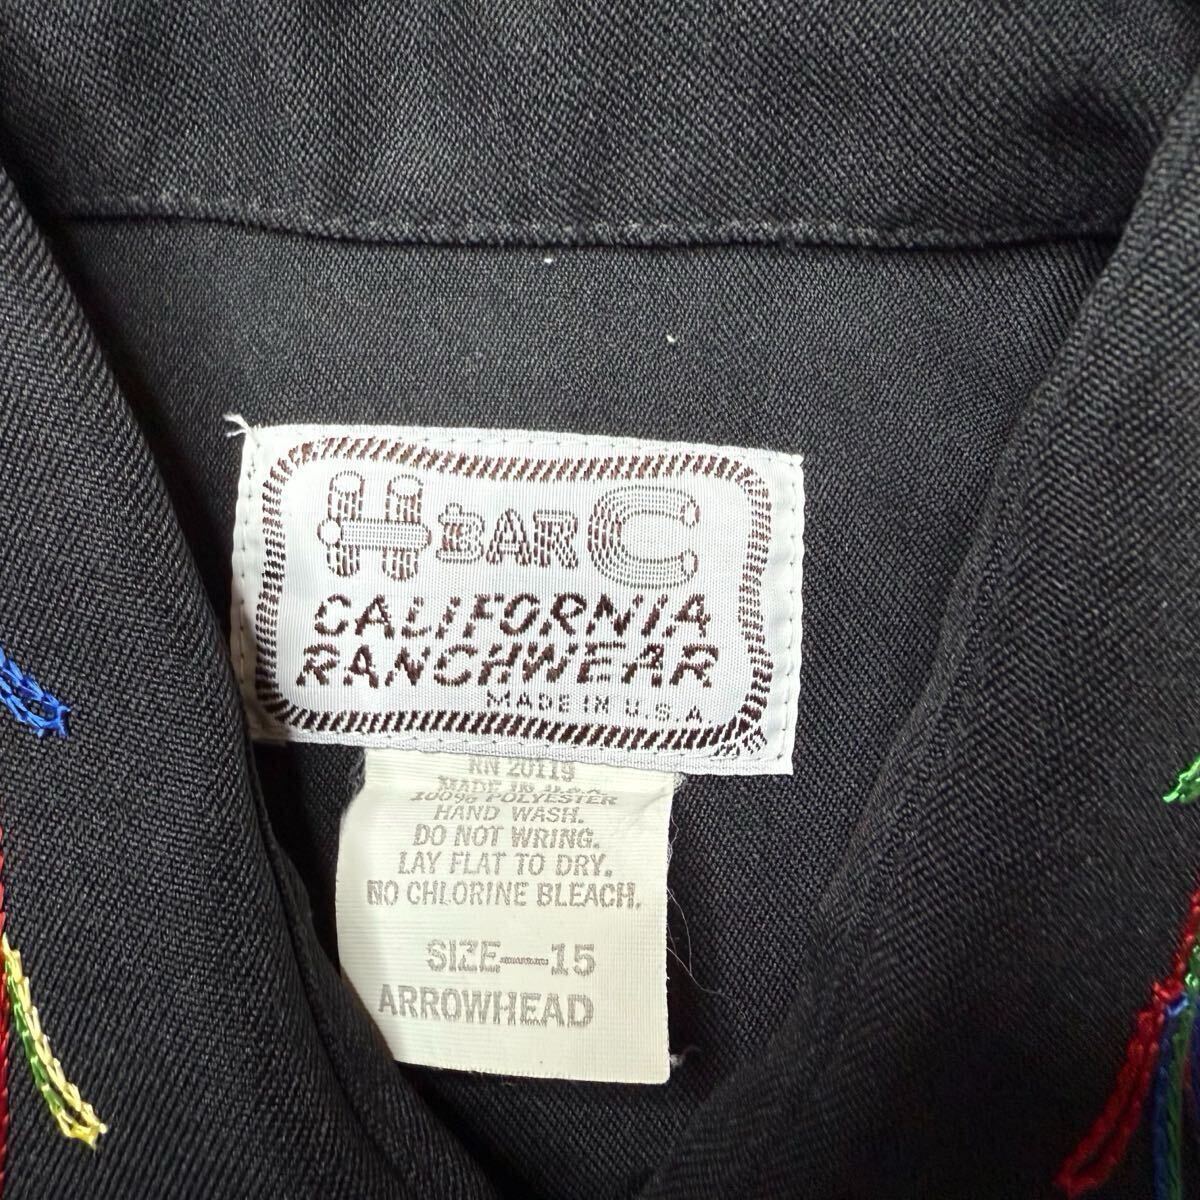 H BAR C
CALIFORNIA
RANCHWEAR
MADE IN U.S.A.
RN 20119
MADE IN U.S.A.
100% POLYESTER
HAND WASH.
DO NOT WRING.
LAY FLAT TO DRY.
NO CHLORINE BLEACH.
SIZE—15
ARROWHEAD